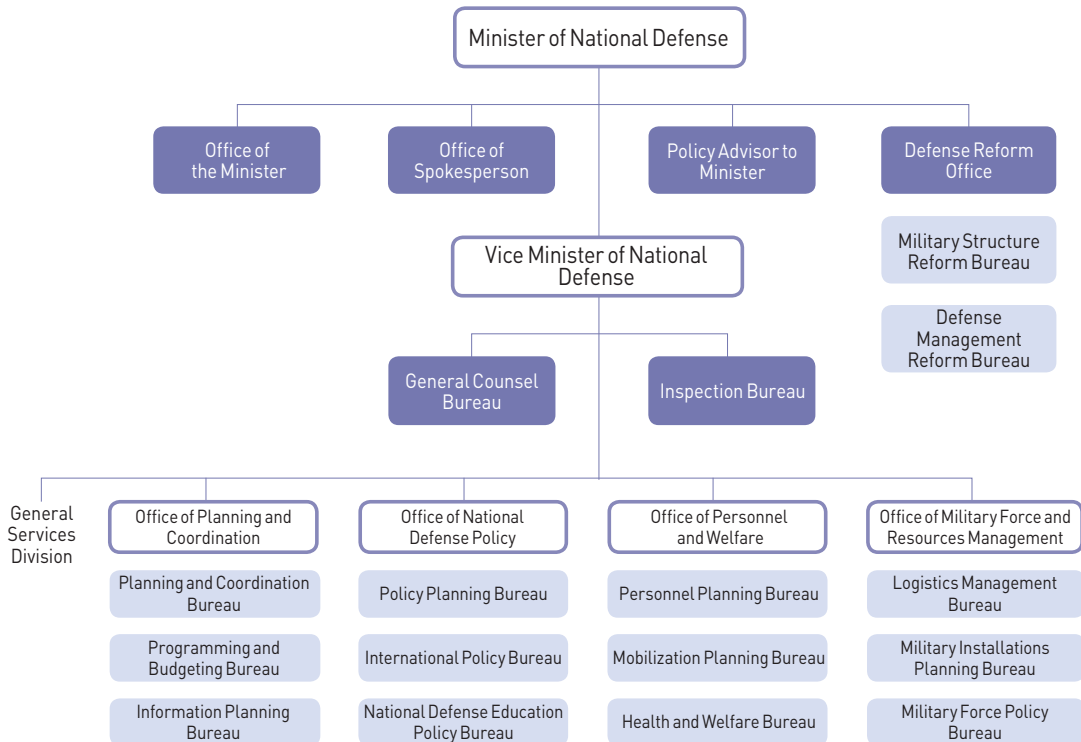 Minister of National Defense
Office of
the Minister
Office of
Spokesperson
Policy Advisor to
Minister
Defense Reform
Office
Military Structure
Reform Bureau
Defense
Management
Reform Bureau
Vice Minister of National
Defense
General Counsel
Bureau
Inspection Bureau
General
Services
Division
Office of Planning and
Coordination
Planning and Coordination
Bureau
Programming and
Budgeting Bureau
Information Planning
Bureau
Office of National
Defense Policy
Policy Planning Bureau
International Policy Bureau
National Defense Education
Policy Bureau
Office of Personnel
and Welfare
Personnel Planning Bureau
Mobilization Planning Bureau
Health and Welfare Bureau
Office of Military Force and
Resources Management
Logistics Management
Bureau
Military Installations
Planning Bureau
Military Force Policy
Bureau